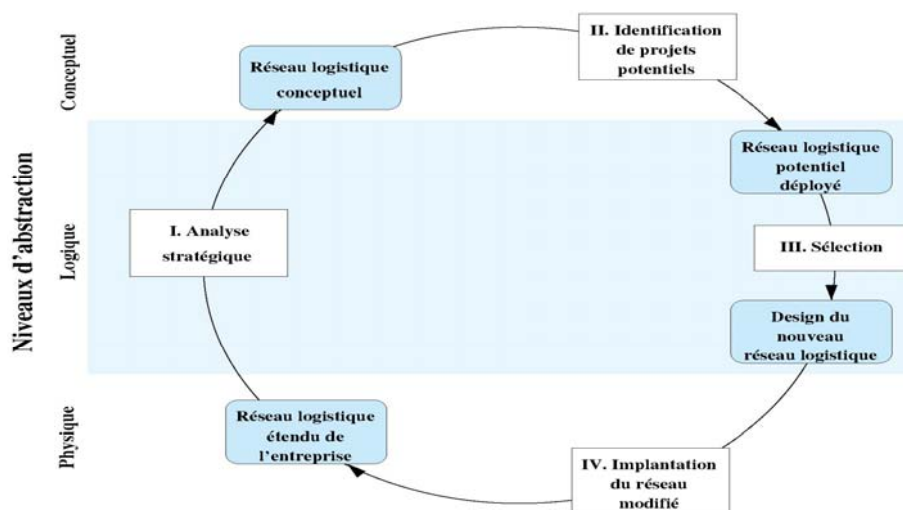 Niveaux d'abstraction
Conceptuel
Logique
Physique
Réseau logistique
conceptuel
II. Identification
de projets
potentiels
Réseau logistique
potentiel
déployé
I. Analyse
stratégique
III. Sélection
Design du
nouveau
réseau logistique
Réseau logistique
étendu de
l'entreprise
IV. Implantation
du réseau
modifié